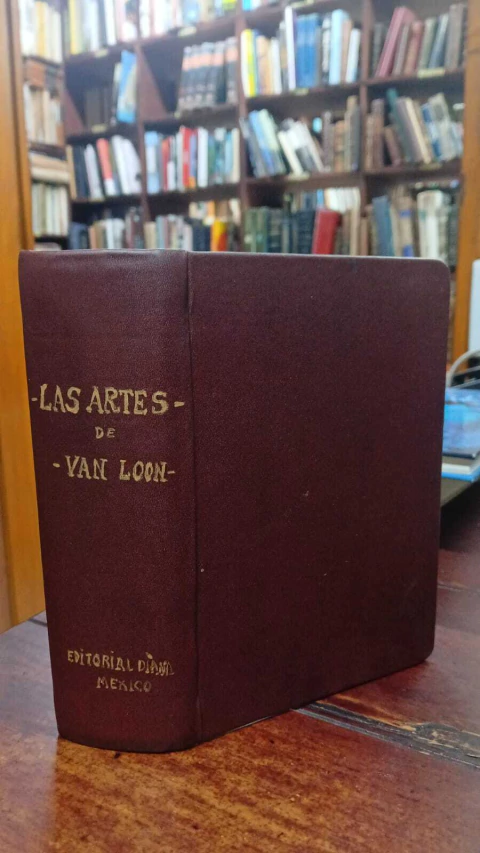 -LAS ARTES-
DE
-VAN LOON-
EDITORIAL DIANA
MEXICO